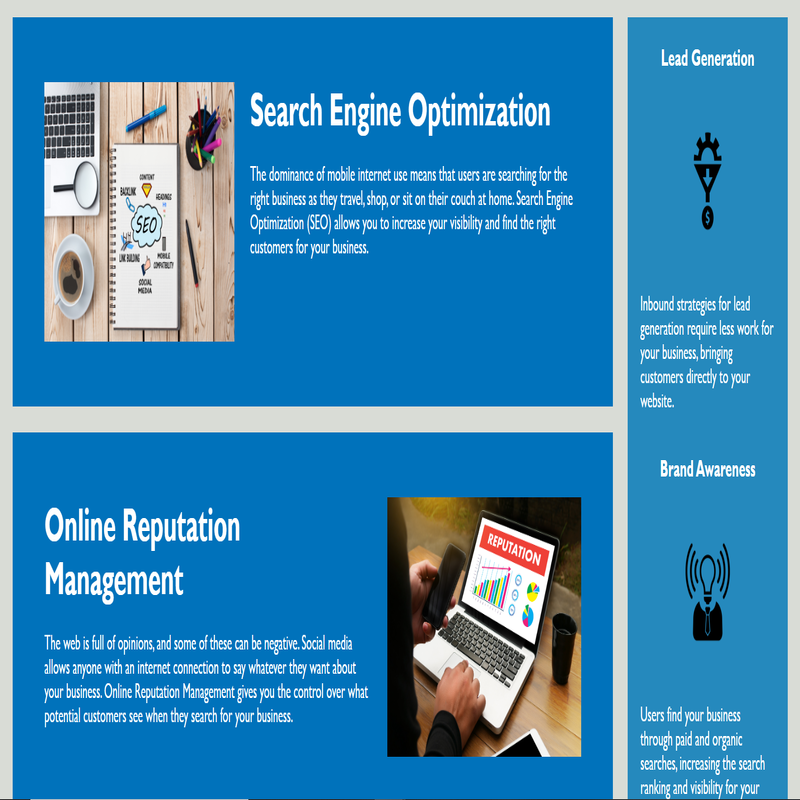 Search Engine Optimization
The dominance of mobile internet use means that users are searching for the
right business as they travel, shop, or sit on their couch at home. Search Engine
Optimization (SEO) allows you to increase your visibility and find the right
customers for your business.
CONTENT
BACKLINK
HEADINGS
SEO
LINK BUILDING
MOBILE
COMPATIBILITY
SOCIAL
MEDIA
Online Reputation
Management
The web is full of opinions, and some of these can be negative. Social media
allows anyone with an internet connection to say whatever they want about
your business. Online Reputation Management gives you the control over what
potential customers see when they search for your business.
REPUTATION
Lead Generation
$
Inbound strategies for lead
generation require less work for
your business, bringing
customers directly to your
website.
Brand Awareness
Users find your business
through paid and organic
searches, increasing the search
ranking and visibility for your